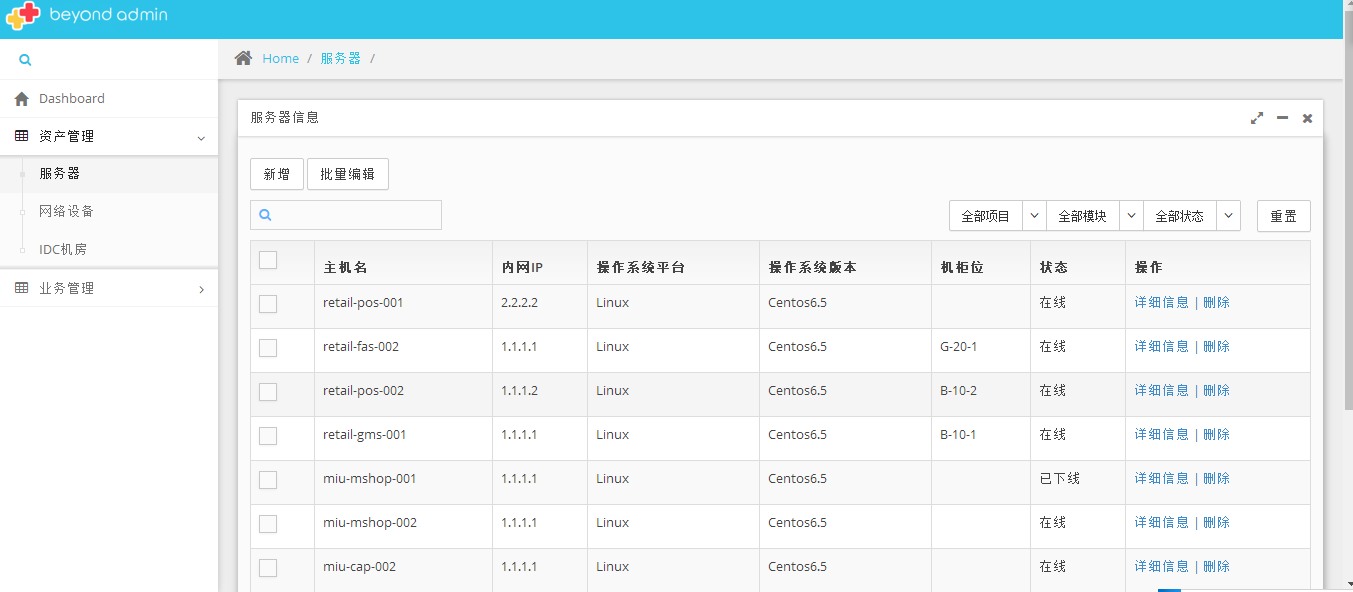 beyond admin
Home / 服务器 /
Dashboard
资产管理
服务器
网络设备
IDC机房
业务管理
服务器信息
新增 批量编辑
全部项目 全部模块 全部状态 重置
主机名 内网IP 操作系统平台 操作系统版本 机柜位 状态 操作
retail-pos-001 2.2.2.2 Linux Centos6.5 在线 详细信息 | 删除
retail-fas-002 1.1.1.1 Linux Centos6.5 G-20-1 在线 详细信息 | 删除
retail-pos-002 1.1.1.2 Linux Centos6.5 B-10-2 在线 详细信息 | 删除
retail-gms-001 1.1.1.1 Linux Centos6.5 B-10-1 在线 详细信息 | 删除
miu-mshop-001 1.1.1.1 Linux Centos6.5 已下线 详细信息 | 删除
miu-mshop-002 1.1.1.1 Linux Centos6.5 在线 详细信息 | 删除
miu-cap-002 1.1.1.1 Linux Centos6.5 在线 详细信息 | 删除